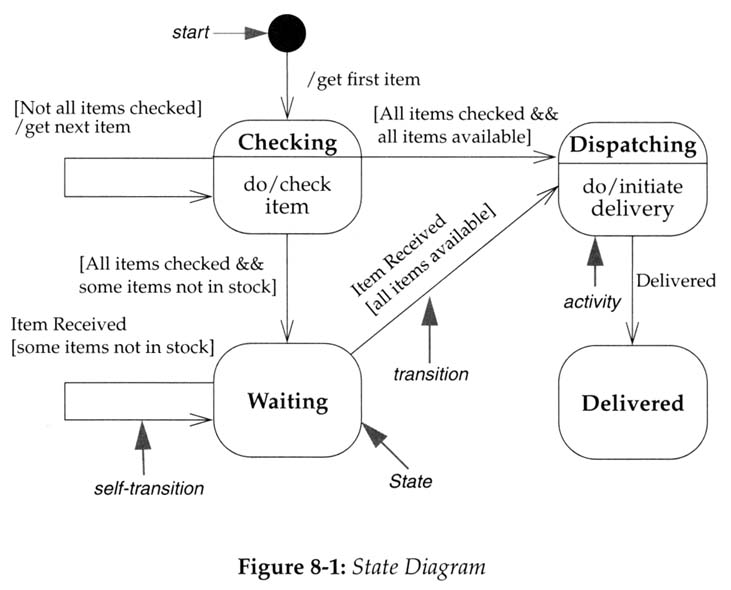 start
/get first item
[Not all items checked]
/get next item
[All items checked &&
all items available]
Checking
do/check
item
Dispatching
do/initiate
delivery
Item Received
[all items available]
[All items checked &&
some items not in stock]
activity
Delivered
Item Received
[some items not in stock]
transition
Waiting
Delivered
self-transition
State
Figure 8-1: State Diagram